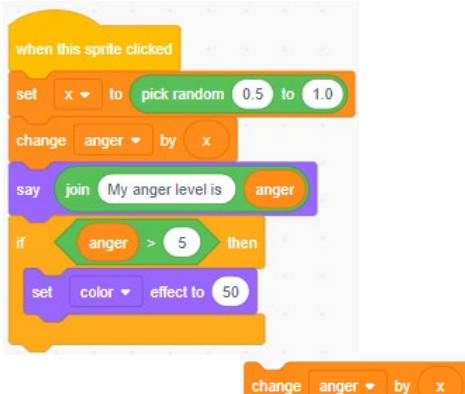 when this sprite clicked
set x to pick random 0.5 to 1.0
change anger by x
say join My anger level is anger
if anger > 5 then
set color effect to 50
change anger by x